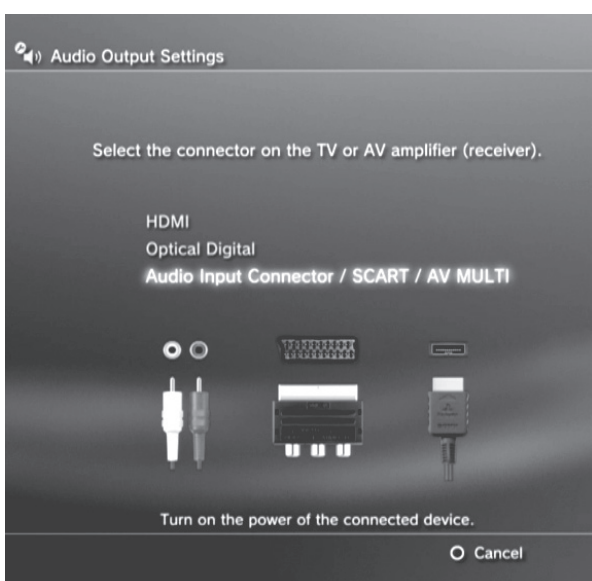 Audio Output Settings
Select the connector on the TV or AV amplifier (receiver).
HDMI
Optical Digital
Audio Input Connector / SCART / AV MULTI
Turn on the power of the connected device.
Cancel